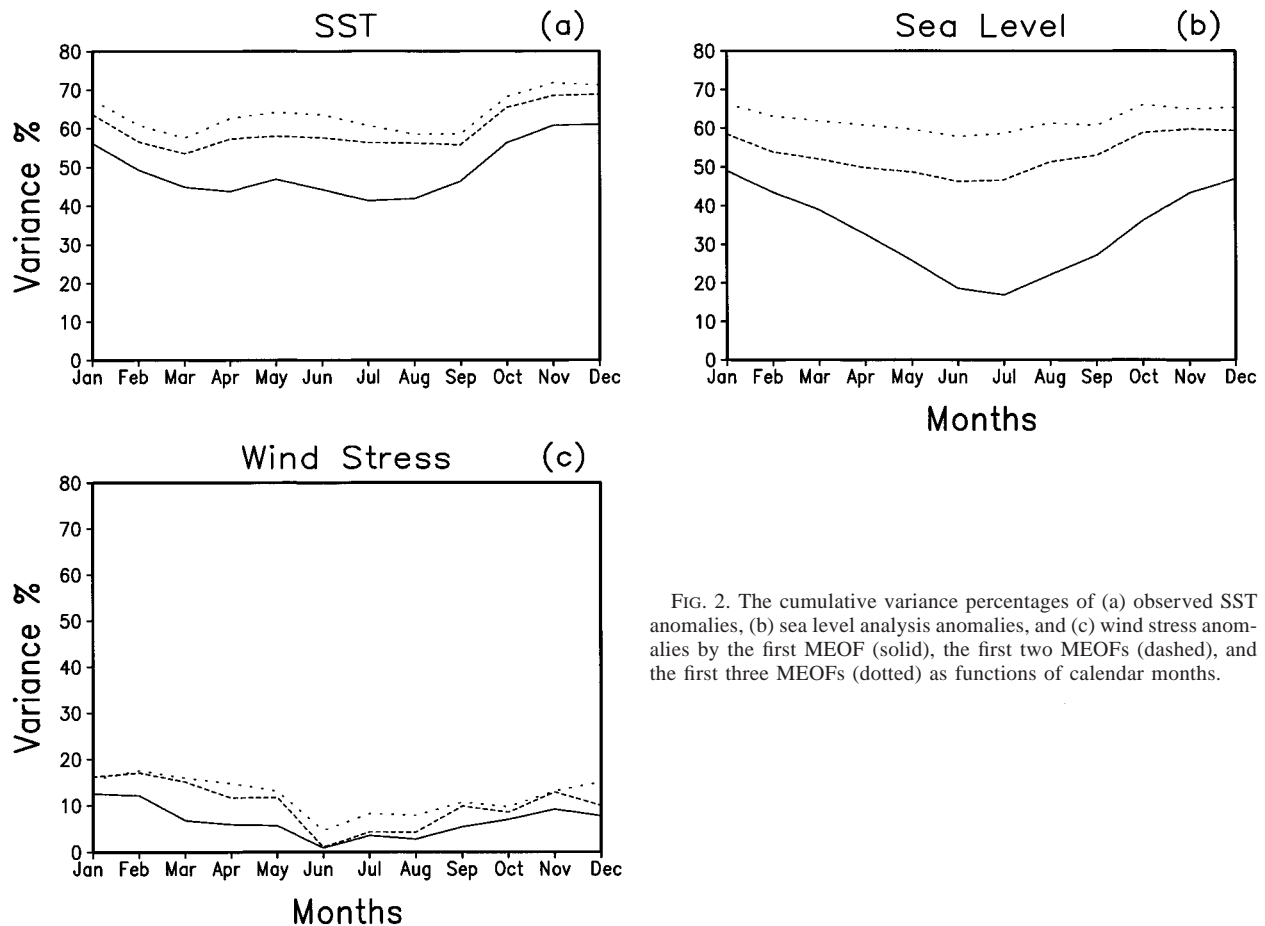 SST (a)
Variance %
80
70
60
50
40
30
20
10
0
Jan Feb Mar Apr May Jun Jul Aug Sep Oct Nov Dec
Sea Level (b)
Variance %
80
70
60
50
40
30
20
10
0
Jan Feb Mar Apr May Jun Jul Aug Sep Oct Nov Dec
Months
Wind Stress (c)
Variance %
80
70
60
50
40
30
20
10
0
Jan Feb Mar Apr May Jun Jul Aug Sep Oct Nov Dec
Months
FIG. 2. The cumulative variance percentages of (a) observed SST
anomalies, (b) sea level analysis anomalies, and (c) wind stress anom-
alies by the first MEOF (solid), the first two MEOFs (dashed), and
the first three MEOFs (dotted) as functions of calendar months.